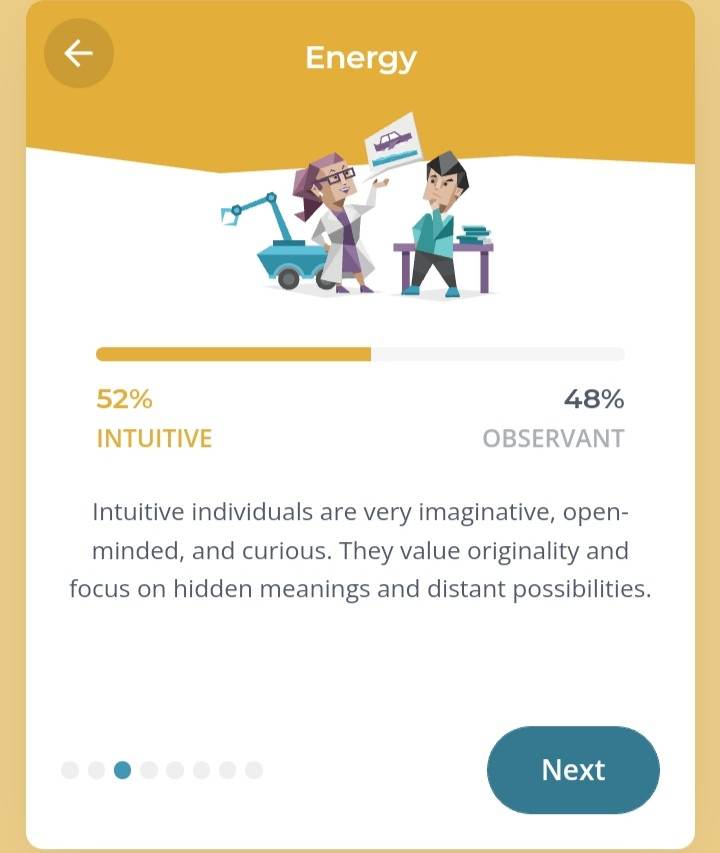 Energy
52%
48%
INTUITIVE
OBSERVANT
Intuitive individuals are very imaginative, open-
minded, and curious. They value originality and
focus on hidden meanings and distant possibilities.
Next